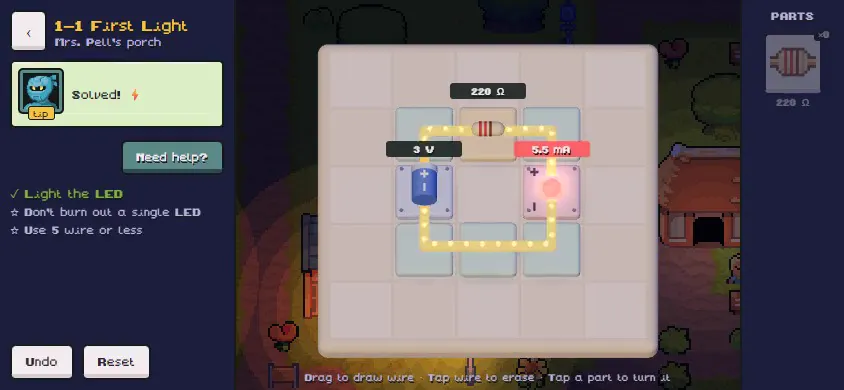 ‹
1-1 First Light
Mrs. Pell's porch
Solved!
tip
Need help?
✓ Light the LED
☆ Don't burn out a single LED
☆ Use 5 wire or less
Undo
Reset
220 Ω
3 V
5.5 mA
+
-
+
-
Drag to draw wire · Tap wire to erase · Tap a part to turn it
PARTS
×0
220 Ω